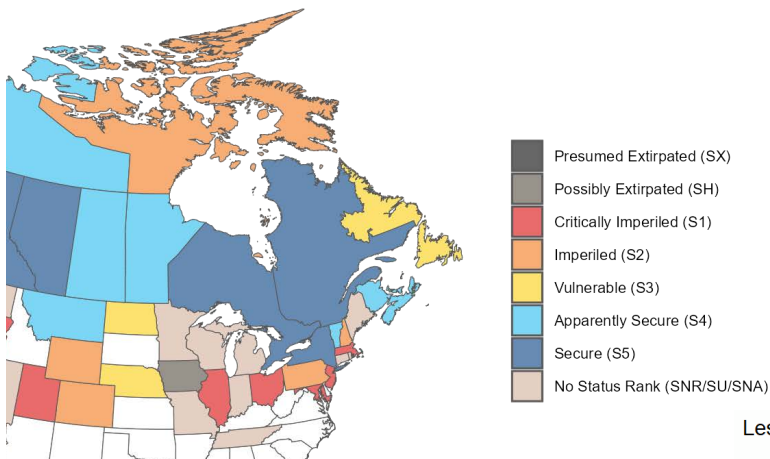 Presumed Extirpated (SX)
Possibly Extirpated (SH)
Critically Imperiled (S1)
Imperiled (S2)
Vulnerable (S3)
Apparently Secure (S4)
Secure (S5)
No Status Rank (SNR/SU/SNA)
Les